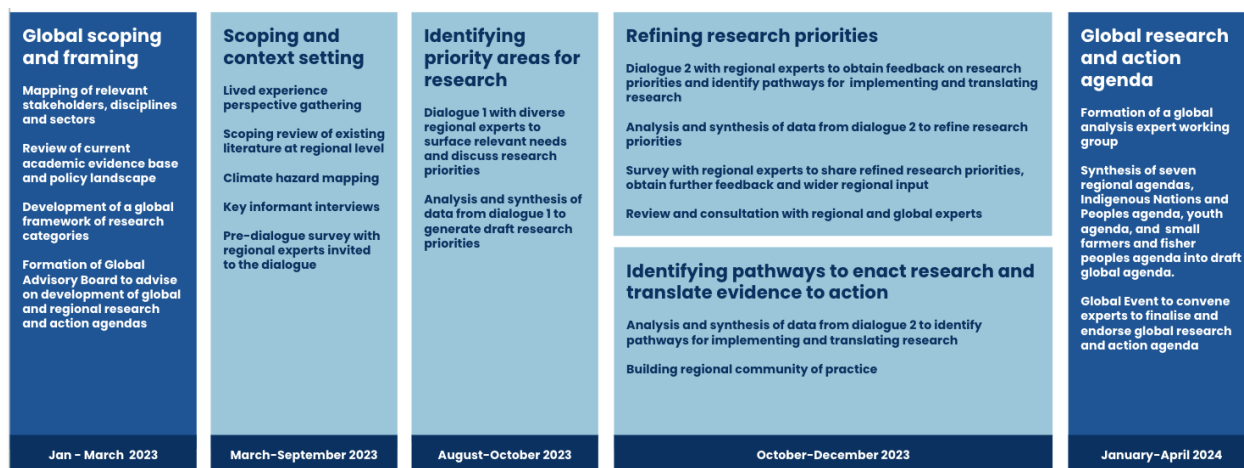 Global scoping
and framing
Mapping of relevant
stakeholders, disciplines
and sectors
Review of current
academic evidence base
and policy landscape
Development of a global
framework of research
categories
Formation of Global
Advisory Board to advise
on development of global
and regional research
and action agendas
Jan - March 2023
Scoping and
context setting
Lived experience
perspective gathering
Scoping review of existing
literature at regional level
Climate hazard mapping
Key informant interviews
Pre-dialogue survey with
regional experts invited
to the dialogue
March-September 2023
Identifying
priority areas for
research
Dialogue 1 with diverse
regional experts to
surface relevant needs
and discuss research
priorities
Analysis and synthesis of
data from dialogue 1 to
generate draft research
priorities
August-October 2023
Refining research priorities
Dialogue 2 with regional experts to obtain feedback on research
priorities and identify pathways for implementing and translating
research
Analysis and synthesis of data from dialogue 2 to refine research
priorities
Survey with regional experts to share refined research priorities,
obtain further feedback and wider regional input
Review and consultation with regional and global experts
Identifying pathways to enact research and
translate evidence to action
Analysis and synthesis of data from dialogue 2 to identify
pathways for implementing and translating research
Building regional community of practice
October-December 2023
Global research
and action
agenda
Formation of a global
analysis expert working
group
Synthesis of seven
regional agendas,
Indigenous Nations and
Peoples agenda, youth
agenda, and small
farmers and fisher
peoples agenda into draft
global agenda.
Global Event to convene
experts to finalise and
endorse global research
and action agenda
January-April 2024